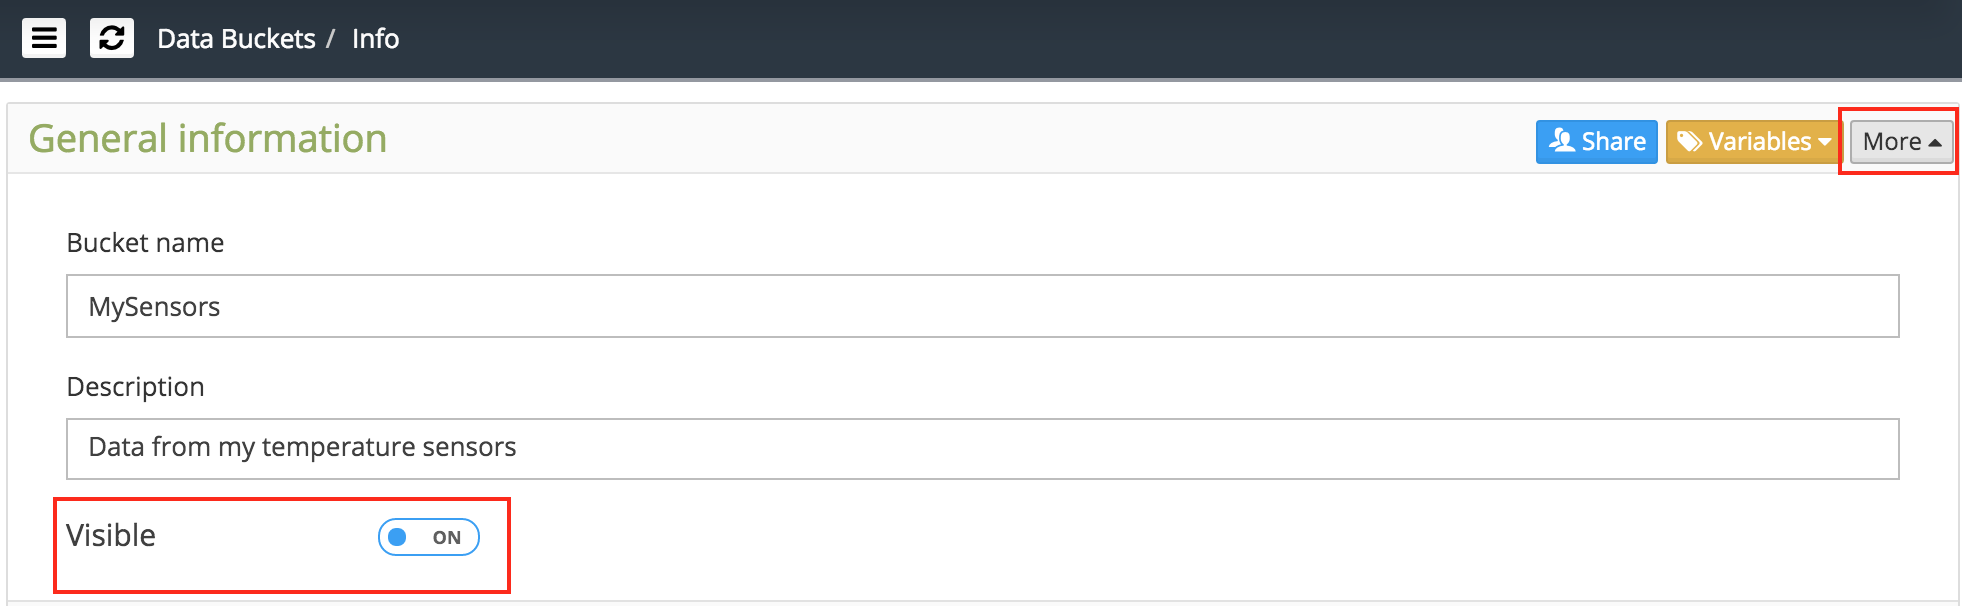 Data Buckets / Info
General information
Share Variables More
Bucket name
MySensors
Description
Data from my temperature sensors
Visible ON